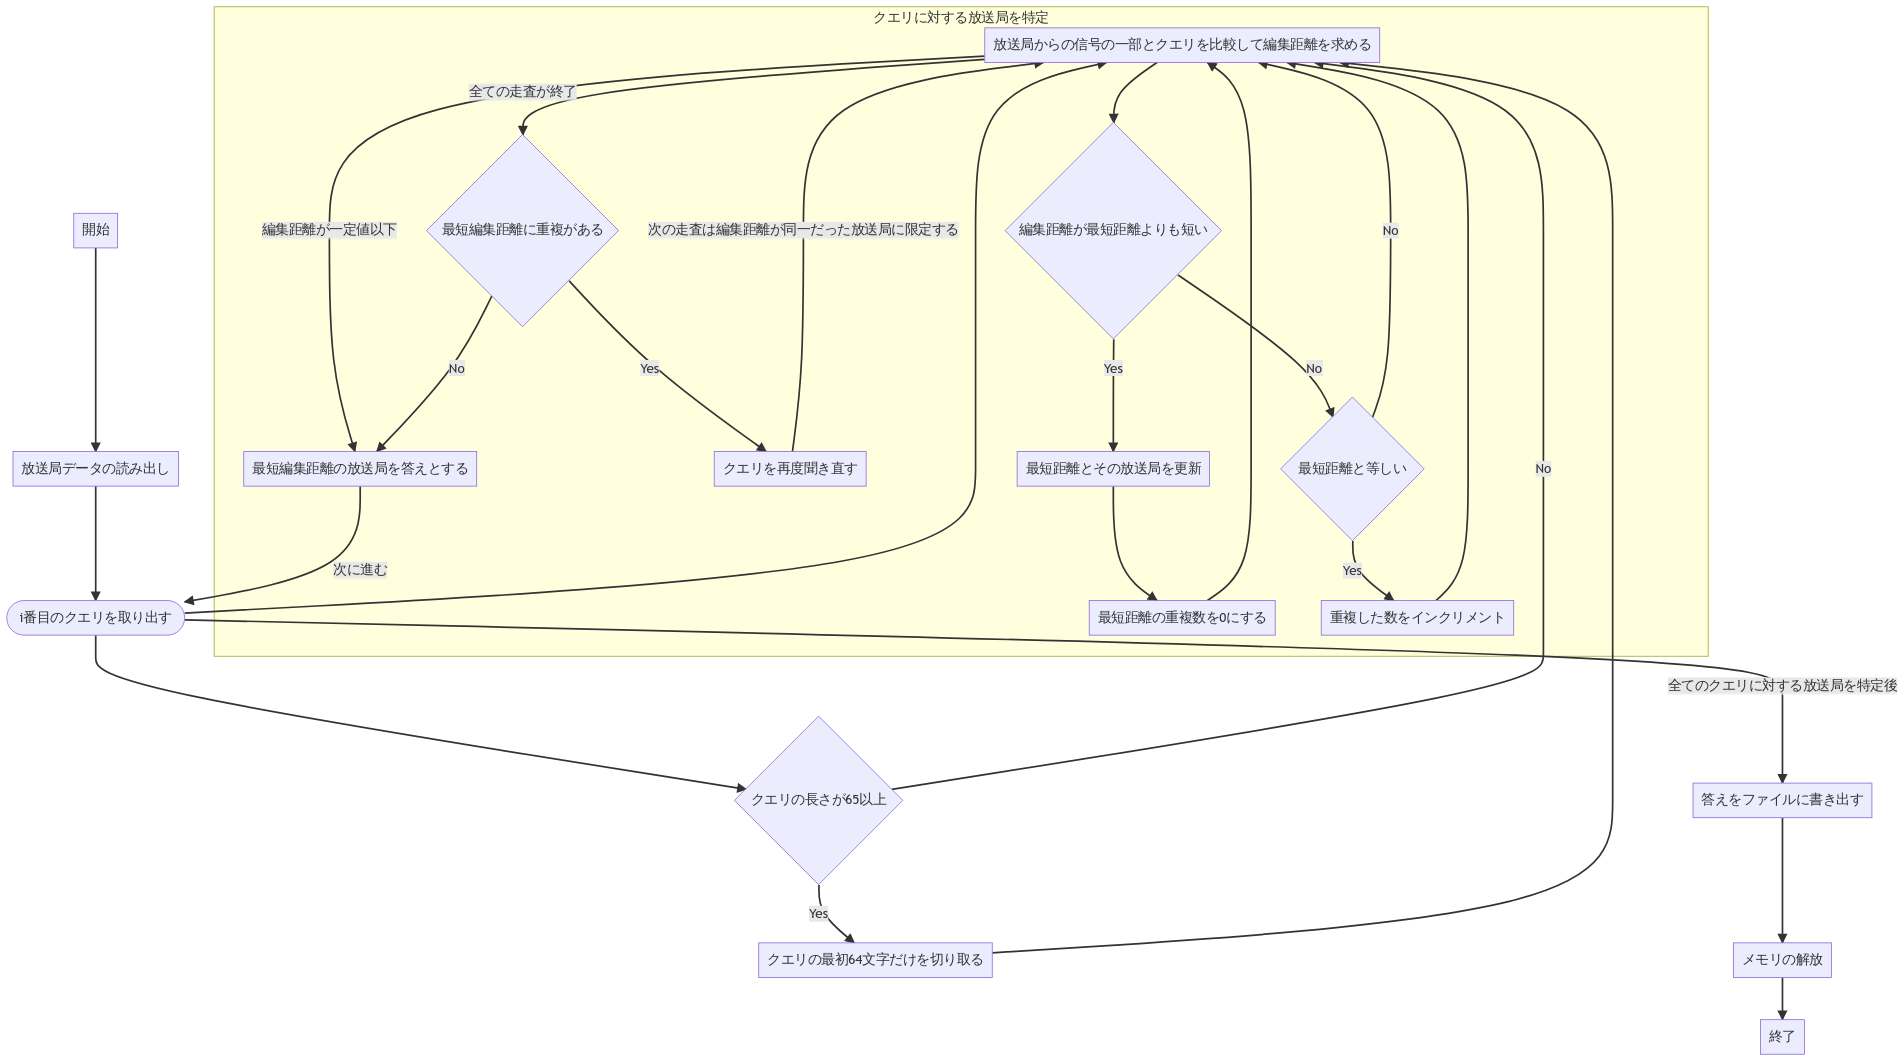 クエリに対する放送局を特定
放送局からの信号の一部とクエリを比較して編集距離を求める
全ての走査が終了
開始
編集距離が一定値以下
最短編集距離に重複がある
次の走査は編集距離が同一だった放送局に限定する
編集距離が最短距離よりも短い
No
No
Yes
Yes
No
放送局データの読み出し
最短編集距離の放送局を答えとする
クエリを再度聞き直す
最短距離とその放送局を更新
最短距離と等しい
No
次に進む
Yes
i番目のクエリを取り出す
最短距離の重複数を0にする
重複した数をインクリメント
全てのクエリに対する放送局を特定後
クエリの長さが65以上
答えをファイルに書き出す
Yes
クエリの最初64文字だけを切り取る
メモリの解放
終了